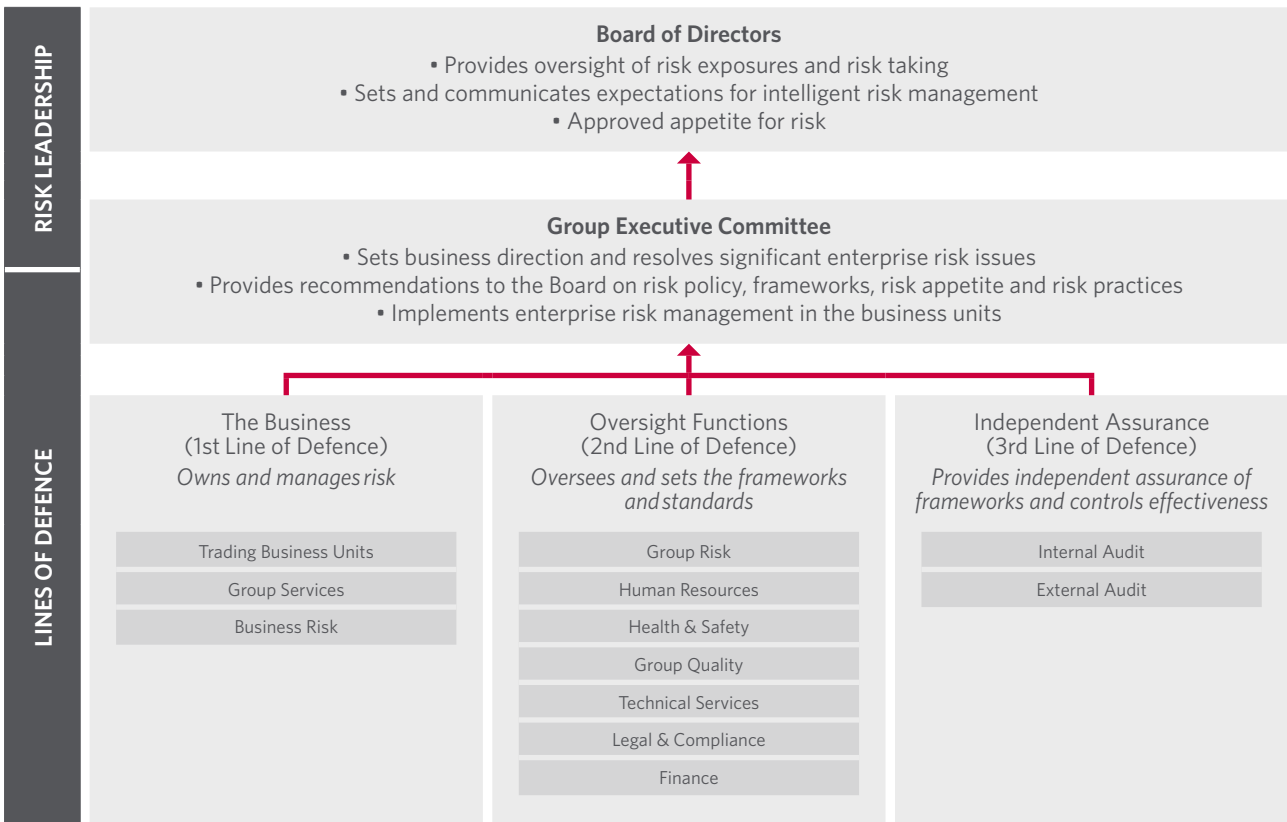 RISK LEADERSHIP
Board of Directors
• Provides oversight of risk exposures and risk taking
• Sets and communicates expectations for intelligent risk management
• Approved appetite for risk
Group Executive Committee
• Sets business direction and resolves significant enterprise risk issues
• Provides recommendations to the Board on risk policy, frameworks, risk appetite and risk practices
• Implements enterprise risk management in the business units
LINES OF DEFENCE
The Business
(1st Line of Defence)
Owns and manages risk
Trading Business Units
Group Services
Business Risk
Oversight Functions
(2nd Line of Defence)
Oversees and sets the frameworks
and standards
Group Risk
Human Resources
Health & Safety
Group Quality
Technical Services
Legal & Compliance
Finance
Independent Assurance
(3rd Line of Defence)
Provides independent assurance of
frameworks and controls effectiveness
Internal Audit
External Audit